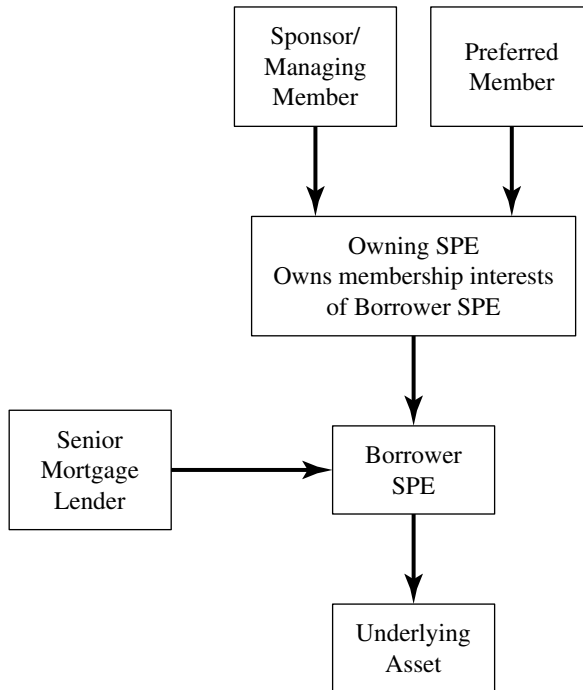 Sponsor/
Managing
Member
Preferred
Member
Owning SPE
Owns membership interests
of Borrower SPE
Senior
Mortgage
Lender
Borrower
SPE
Underlying
Asset